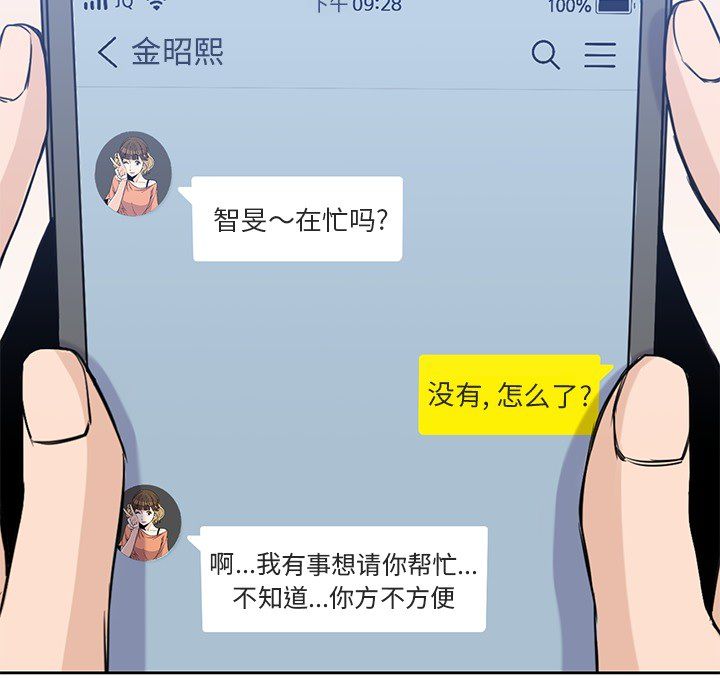 JQ 下午 09:28 100%
金昭熙
智旻～在忙吗?
没有, 怎么了?
啊...我有事想请你帮忙...
不知道...你方不方便